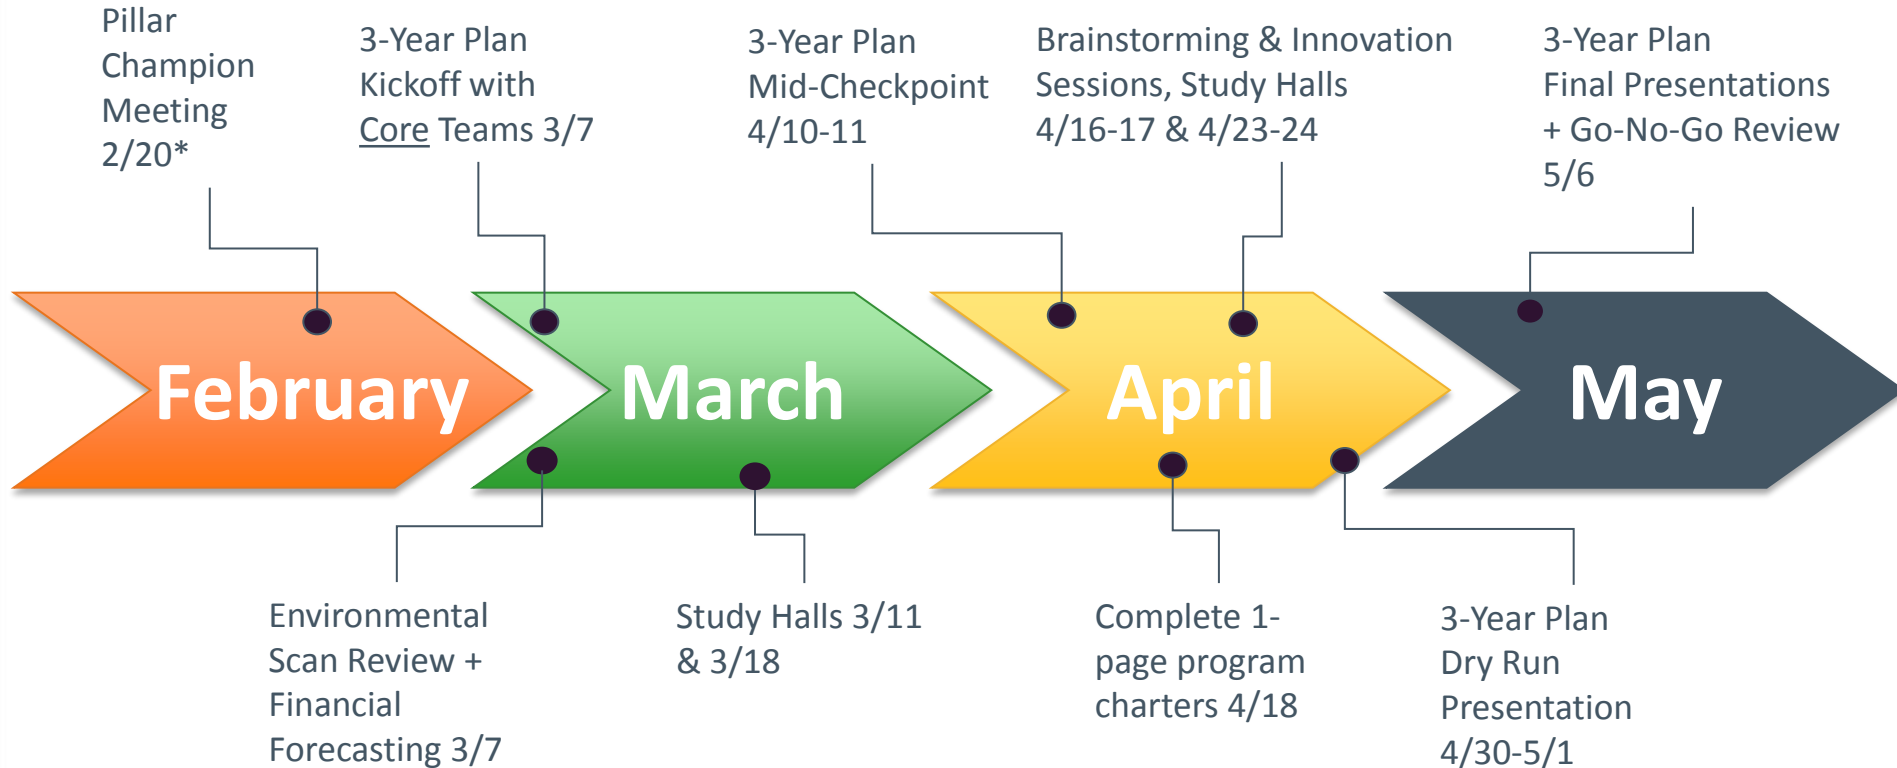 Pillar
Champion
Meeting
2/20*
3-Year Plan
Kickoff with
Core Teams 3/7
3-Year Plan
Mid-Checkpoint
4/10-11
Brainstorming & Innovation
Sessions, Study Halls
4/16-17 & 4/23-24
3-Year Plan
Final Presentations
+ Go-No-Go Review
5/6
February
March
April
May
Environmental
Scan Review +
Financial
Forecasting 3/7
Study Halls 3/11
& 3/18
Complete 1-
page program
charters 4/18
3-Year Plan
Dry Run
Presentation
4/30-5/1